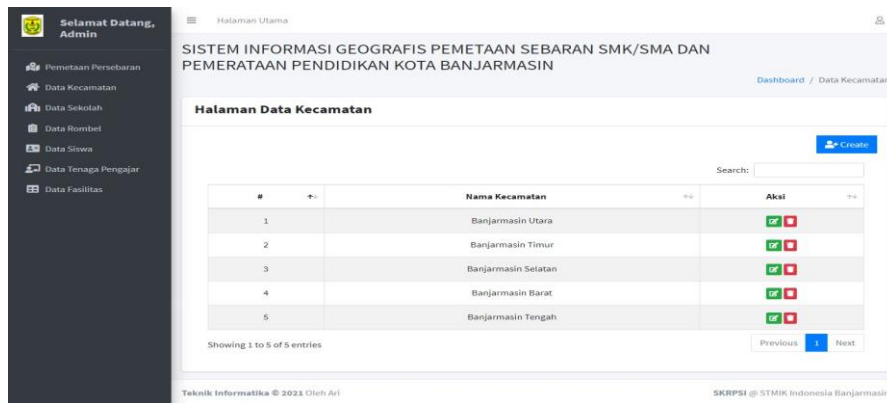 Selamat Datang,
Admin
Pemetaan Persebaran
Data Kecamatan
Data Sekolah
Data Rombel
Data Siswa
Data Tenaga Pengajar
Data Fasilitas
Halaman Utama
SISTEM INFORMASI GEOGRAFIS PEMETAAN SEBARAN SMK/SMA DAN
PEMERATAAN PENDIDIKAN KOTA BANJARMASIN
Dashboard / Data Kecamatan
Halaman Data Kecamatan
Create
Search:
# Nama Kecamatan Aksi
1 Banjarmasin Utara
2 Banjarmasin Timur
3 Banjarmasin Selatan
4 Banjarmasin Barat
5 Banjarmasin Tengah
Showing 1 to 5 of 5 entries
Previous 1 Next
Teknik Informatika © 2021 Oleh Ari
SKRPSI @ STMIK Indonesia Banjarmasin